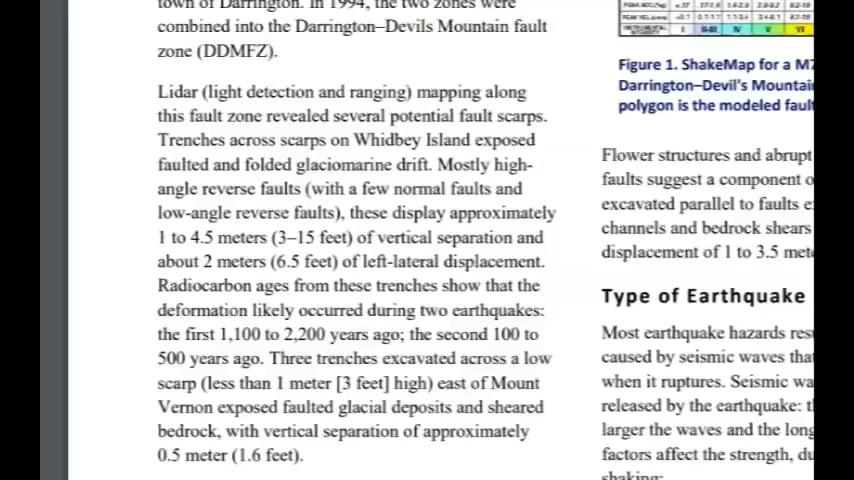 town of Darrington. In 1994, the two zones were
combined into the Darrington–Devils Mountain fault
zone (DDMFZ).
Lidar (light detection and ranging) mapping along
this fault zone revealed several potential fault scarps.
Trenches across scarps on Whidbey Island exposed
faulted and folded glaciomarine drift. Mostly high-
angle reverse faults (with a few normal faults and
low-angle reverse faults), these display approximately
1 to 4.5 meters (3–15 feet) of vertical separation and
about 2 meters (6.5 feet) of left-lateral displacement.
Radiocarbon ages from these trenches show that the
deformation likely occurred during two earthquakes:
the first 1,100 to 2,200 years ago; the second 100 to
500 years ago. Three trenches excavated across a low
scarp (less than 1 meter [3 feet] high) east of Mount
Vernon exposed faulted glacial deposits and sheared
bedrock, with vertical separation of approximately
0.5 meter (1.6 feet).
I II-III IV V VI
Figure 1. ShakeMap for a M7
Darrington–Devil's Mountai
polygon is the modeled faul
Flower structures and abrupt
faults suggest a component o
excavated parallel to faults e
channels and bedrock shears
displacement of 1 to 3.5 mete
Type of Earthquake
Most earthquake hazards resu
caused by seismic waves that
when it ruptures. Seismic wa
released by the earthquake: t
larger the waves and the long
factors affect the strength, du
shaking: